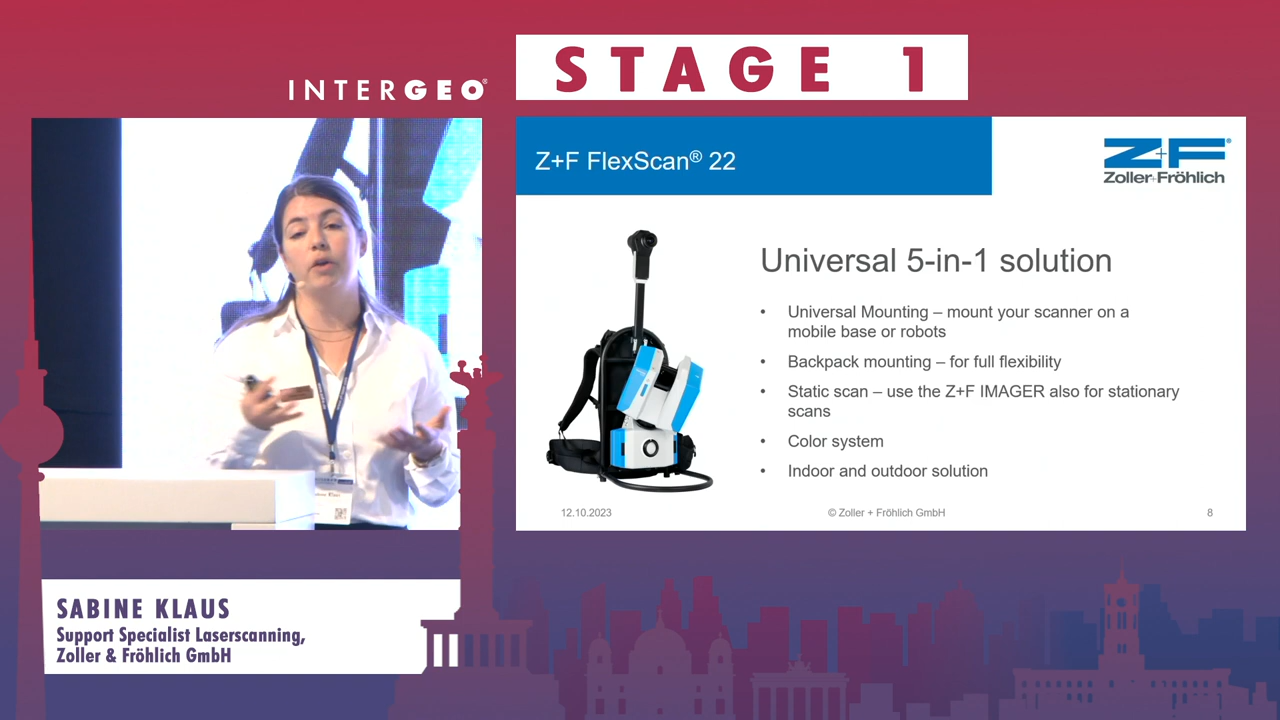 INTERGEO®
STAGE 1
Z+F FlexScan® 22
Z+F®
Zoller+Fröhlich
Universal 5-in-1 solution
• Universal Mounting – mount your scanner on a
mobile base or robots
• Backpack mounting – for full flexibility
• Static scan – use the Z+F IMAGER also for stationary
scans
• Color system
• Indoor and outdoor solution
12.10.2023
© Zoller + Fröhlich GmbH
8
SABINE KLAUS
Support Specialist Laserscanning,
Zoller & Fröhlich GmbH